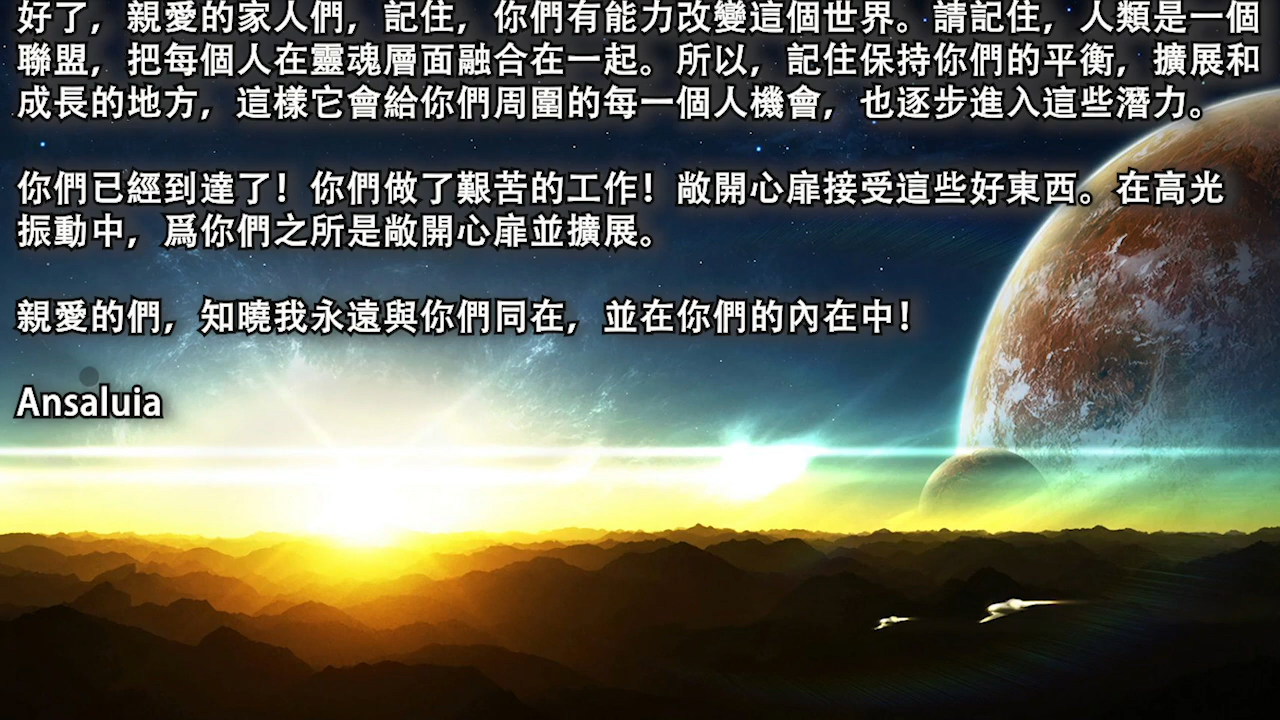 好了，親愛的家人們，記住，你們有能力改變這個世界。請記住，人類是一個
聯盟，把每個人在靈魂層面融合在一起。所以，記住保持你們的平衡，擴展和
成長的地方，這樣它會給你們周圍的每一個人機會，也逐步進入這些潛力。
你們已經到達了！你們做了艱苦的工作！敞開心扉接受這些好東西。在高光
振動中，爲你們之所是敞開心扉並擴展。
親愛的們，知曉我永遠與你們同在，並在你們的內在中！
Ansaluia